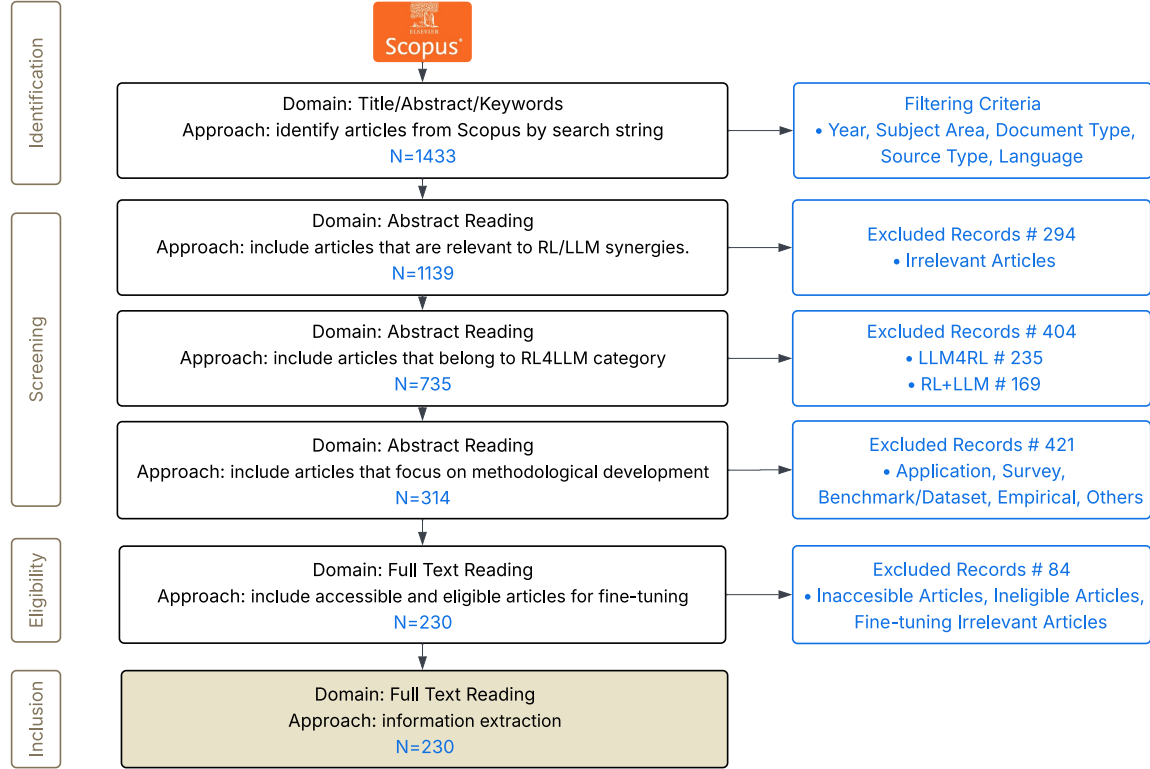 Identification
ELSEVIER
Scopus®
Domain: Title/Abstract/Keywords
Approach: identify articles from Scopus by search string
N=1433
Filtering Criteria
• Year, Subject Area, Document Type,
Source Type, Language
Screening
Domain: Abstract Reading
Approach: include articles that are relevant to RL/LLM synergies.
N=1139
Excluded Records # 294
• Irrelevant Articles
Domain: Abstract Reading
Approach: include articles that belong to RL4LLM category
N=735
Excluded Records # 404
• LLM4RL # 235
• RL+LLM # 169
Domain: Abstract Reading
Approach: include articles that focus on methodological development
N=314
Excluded Records # 421
• Application, Survey,
Benchmark/Dataset, Empirical, Others
Eligibility
Domain: Full Text Reading
Approach: include accessible and eligible articles for fine-tuning
N=230
Excluded Records # 84
• Inaccesible Articles, Ineligible Articles,
Fine-tuning Irrelevant Articles
Inclusion
Domain: Full Text Reading
Approach: information extraction
N=230